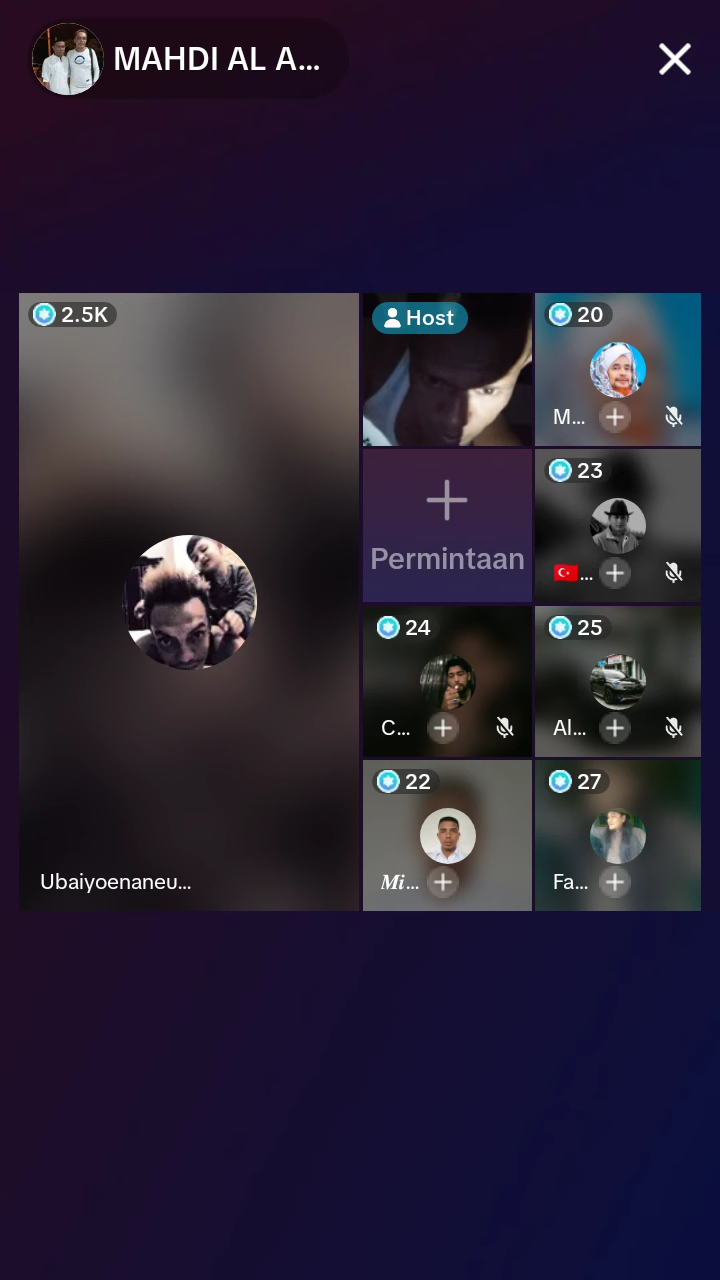 MAHDI AL A...
2.5K
Host
20
M...
Permintaan
23
🇹🇷...
24
C...
25
Al...
22
𝑴𝒊...
27
Fa...
Ubaiyoenaneu...